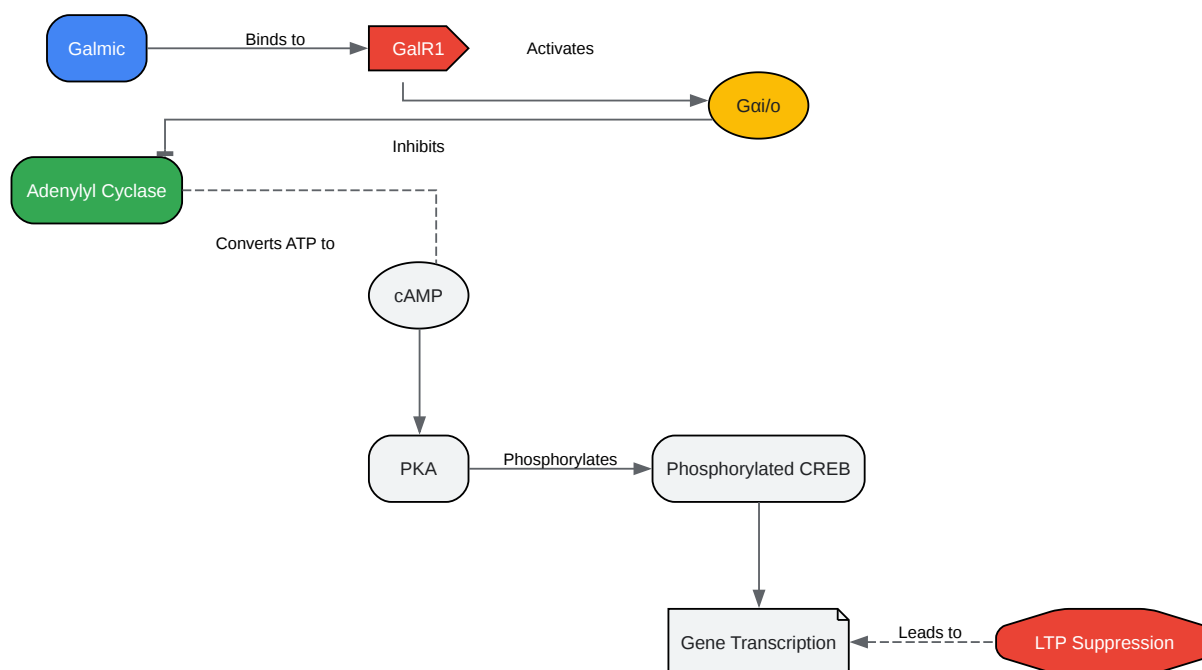 Galmic
Binds to
GalR1
Activates
Gαi/o
Inhibits
Adenylyl Cyclase
Converts ATP to
cAMP
PKA
Phosphorylates
Phosphorylated CREB
Gene Transcription
Leads to
LTP Suppression